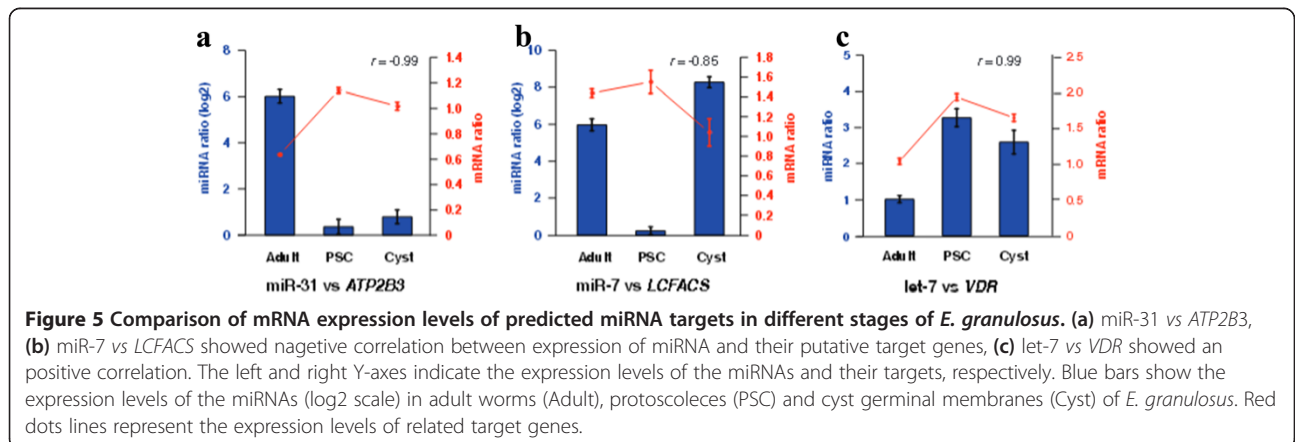 a
b
c
8
6
4
2
0
miRNA ratio (log2)
r = -0.99
1.4
1.2
1.0
0.8
0.6
0.4
0.2
0
mRNA ratio
Adult PSC Cyst
miR-31 vs ATP2B3
10
8
6
4
2
0
miRNA ratio (log2)
r = -0.85
1.8
1.6
1.4
1.2
1.0
0.8
0.6
0.4
0.2
0
mRNA ratio
Adult PSC Cyst
miR-7 vs LCFACS
5
4
3
2
1
0
miRNA ratio
r = 0.99
2.5
2.0
1.5
1.0
0.5
0
mRNA ratio
Adult PSC Cyst
let-7 vs VDR
Figure 5 Comparison of mRNA expression levels of predicted miRNA targets in different stages of E. granulosus. (a) miR-31 vs ATP2B3,
(b) miR-7 vs LCFACS showed nagetive correlation between expression of miRNA and their putative target genes, (c) let-7 vs VDR showed an
positive correlation. The left and right Y-axes indicate the expression levels of the miRNAs and their targets, respectively. Blue bars show the
expression levels of the miRNAs (log2 scale) in adult worms (Adult), protoscoleces (PSC) and cyst germinal membranes (Cyst) of E. granulosus. Red
dots lines represent the expression levels of related target genes.